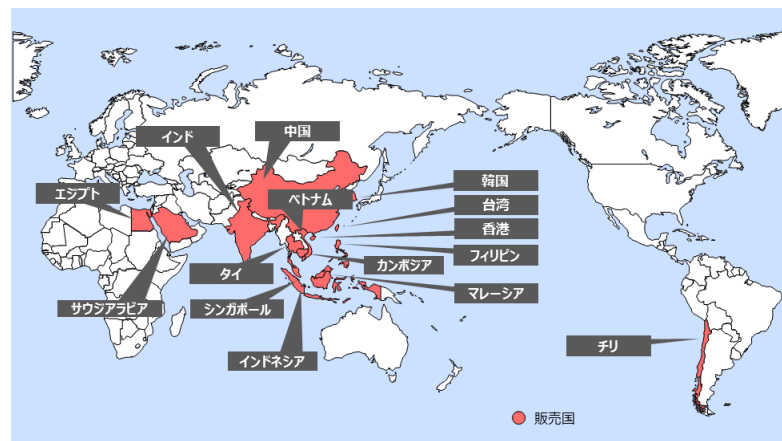 インド
中国
韓国
エジプト
ベトナム
台湾
香港
フィリピン
タイ
カンボジア
サウジアラビア
シンガポール
マレーシア
インドネシア
チリ
販売国